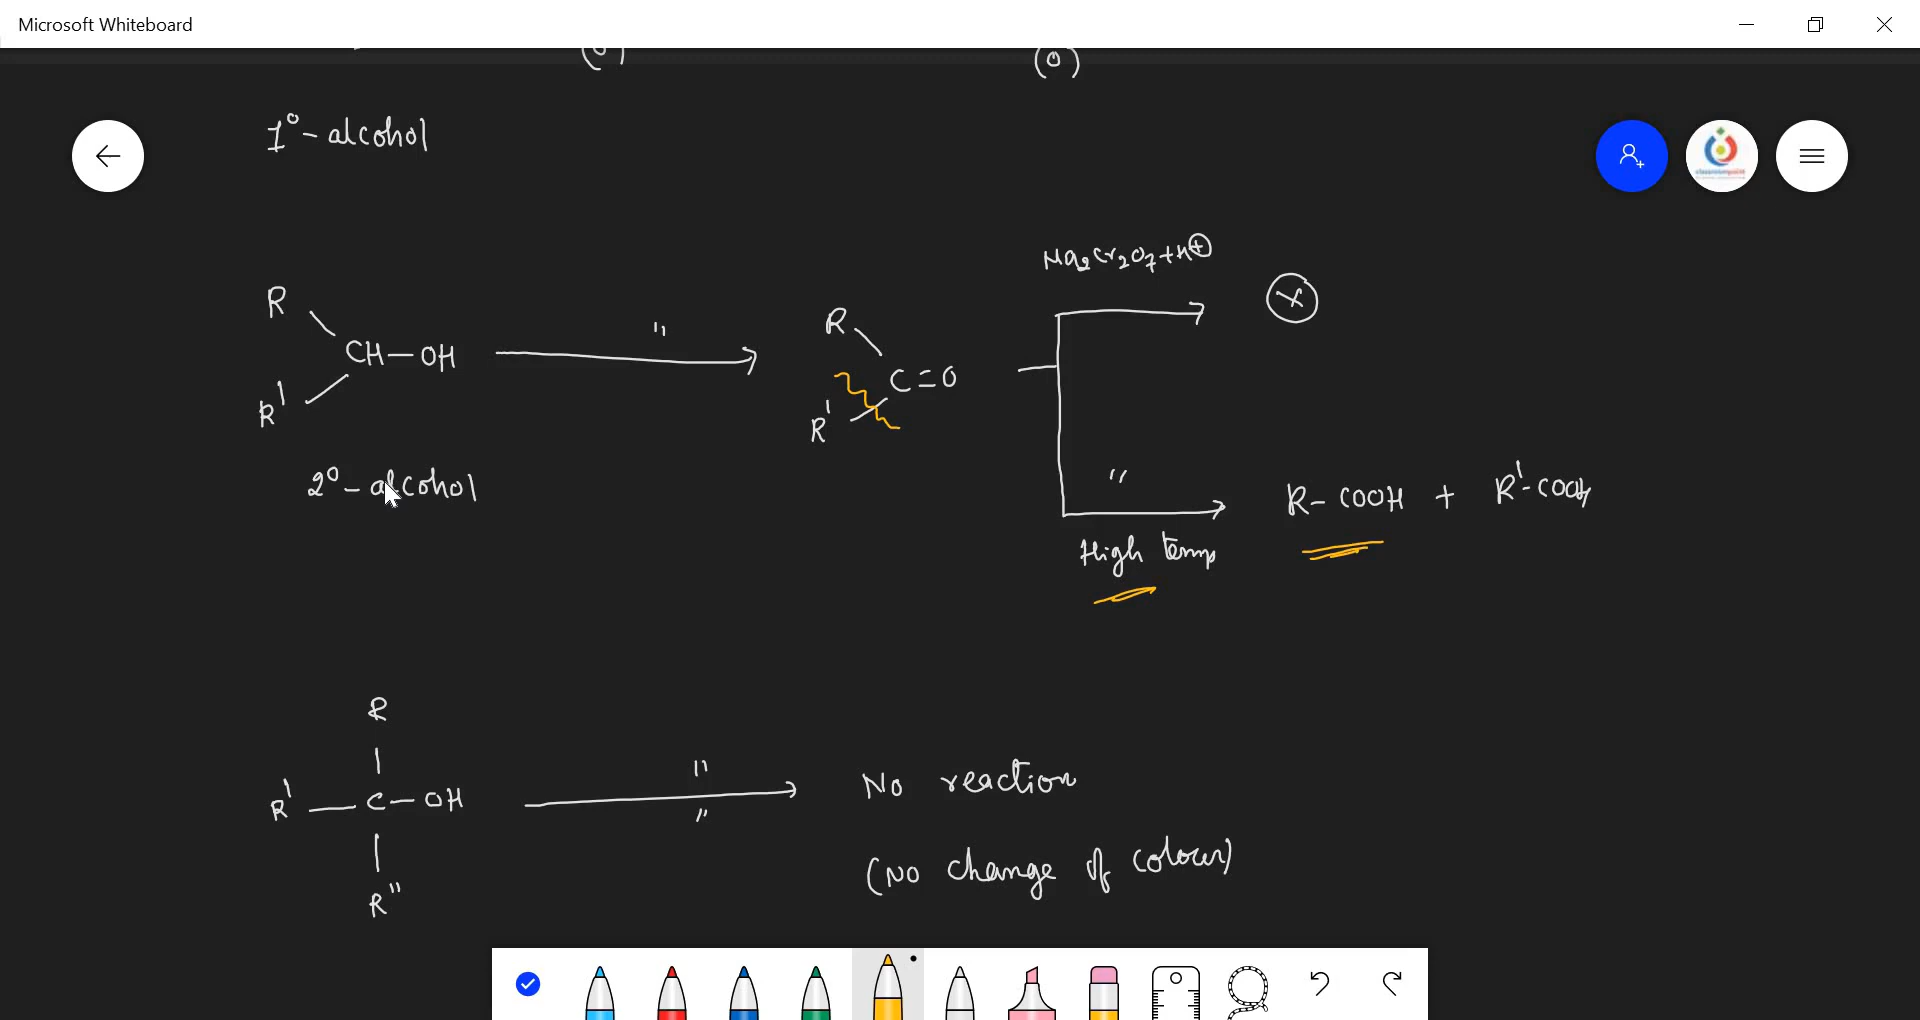 Microsoft Whiteboard
(0)
1° - alcohol
Na2Cr2O7 + H⊕
R
CH — OH
R'
"
R
C = O
R'
X
2° - alcohol
"
High temp
R - COOH + R' - COOH
R
R' — C — OH
R"
"
"
No reaction
(No change of colour)